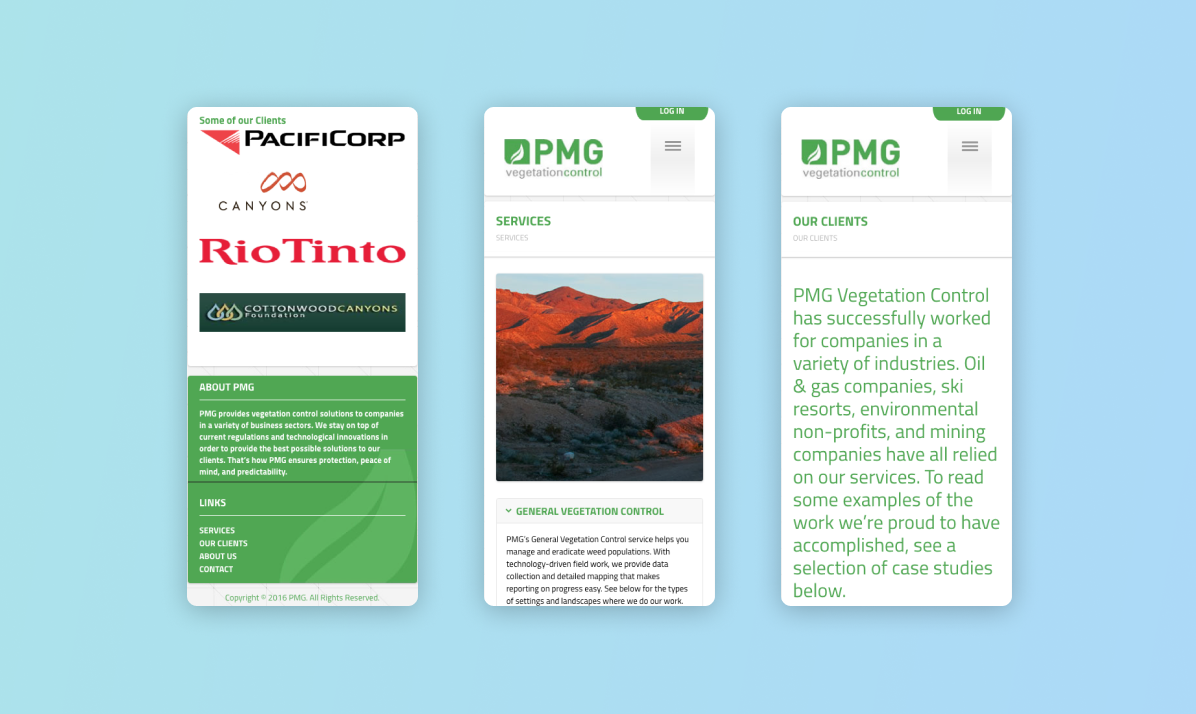 Some of our Clients
PACIFICORP
CANYONS
RioTinto
COTTONWOODCANYONS
Foundation
ABOUT PMG
PMG provides vegetation control solutions to companies
in a variety of business sectors. We stay on top of
current regulations and technological innovations in
order to provide the best possible solutions to our
clients. That's how PMG ensures protection, peace of
mind, and predictability.
LINKS
SERVICES
OUR CLIENTS
ABOUT US
CONTACT
Copyright © 2016 PMG. All Rights Reserved.
LOG IN
PMG
vegetationcontrol
SERVICES
SERVICES
GENERAL VEGETATION CONTROL
PMG's General Vegetation Control service helps you
manage and eradicate weed populations. With
technology-driven field work, we provide data
collection and detailed mapping that makes
reporting on progress easy. See below for the types
of settings and landscapes where we do our work.
LOG IN
PMG
vegetationcontrol
OUR CLIENTS
OUR CLIENTS
PMG Vegetation Control
has successfully worked
for companies in a
variety of industries. Oil
& gas companies, ski
resorts, environmental
non-profits, and mining
companies have all relied
on our services. To read
some examples of the
work we're proud to have
accomplished, see a
selection of case studies
below.